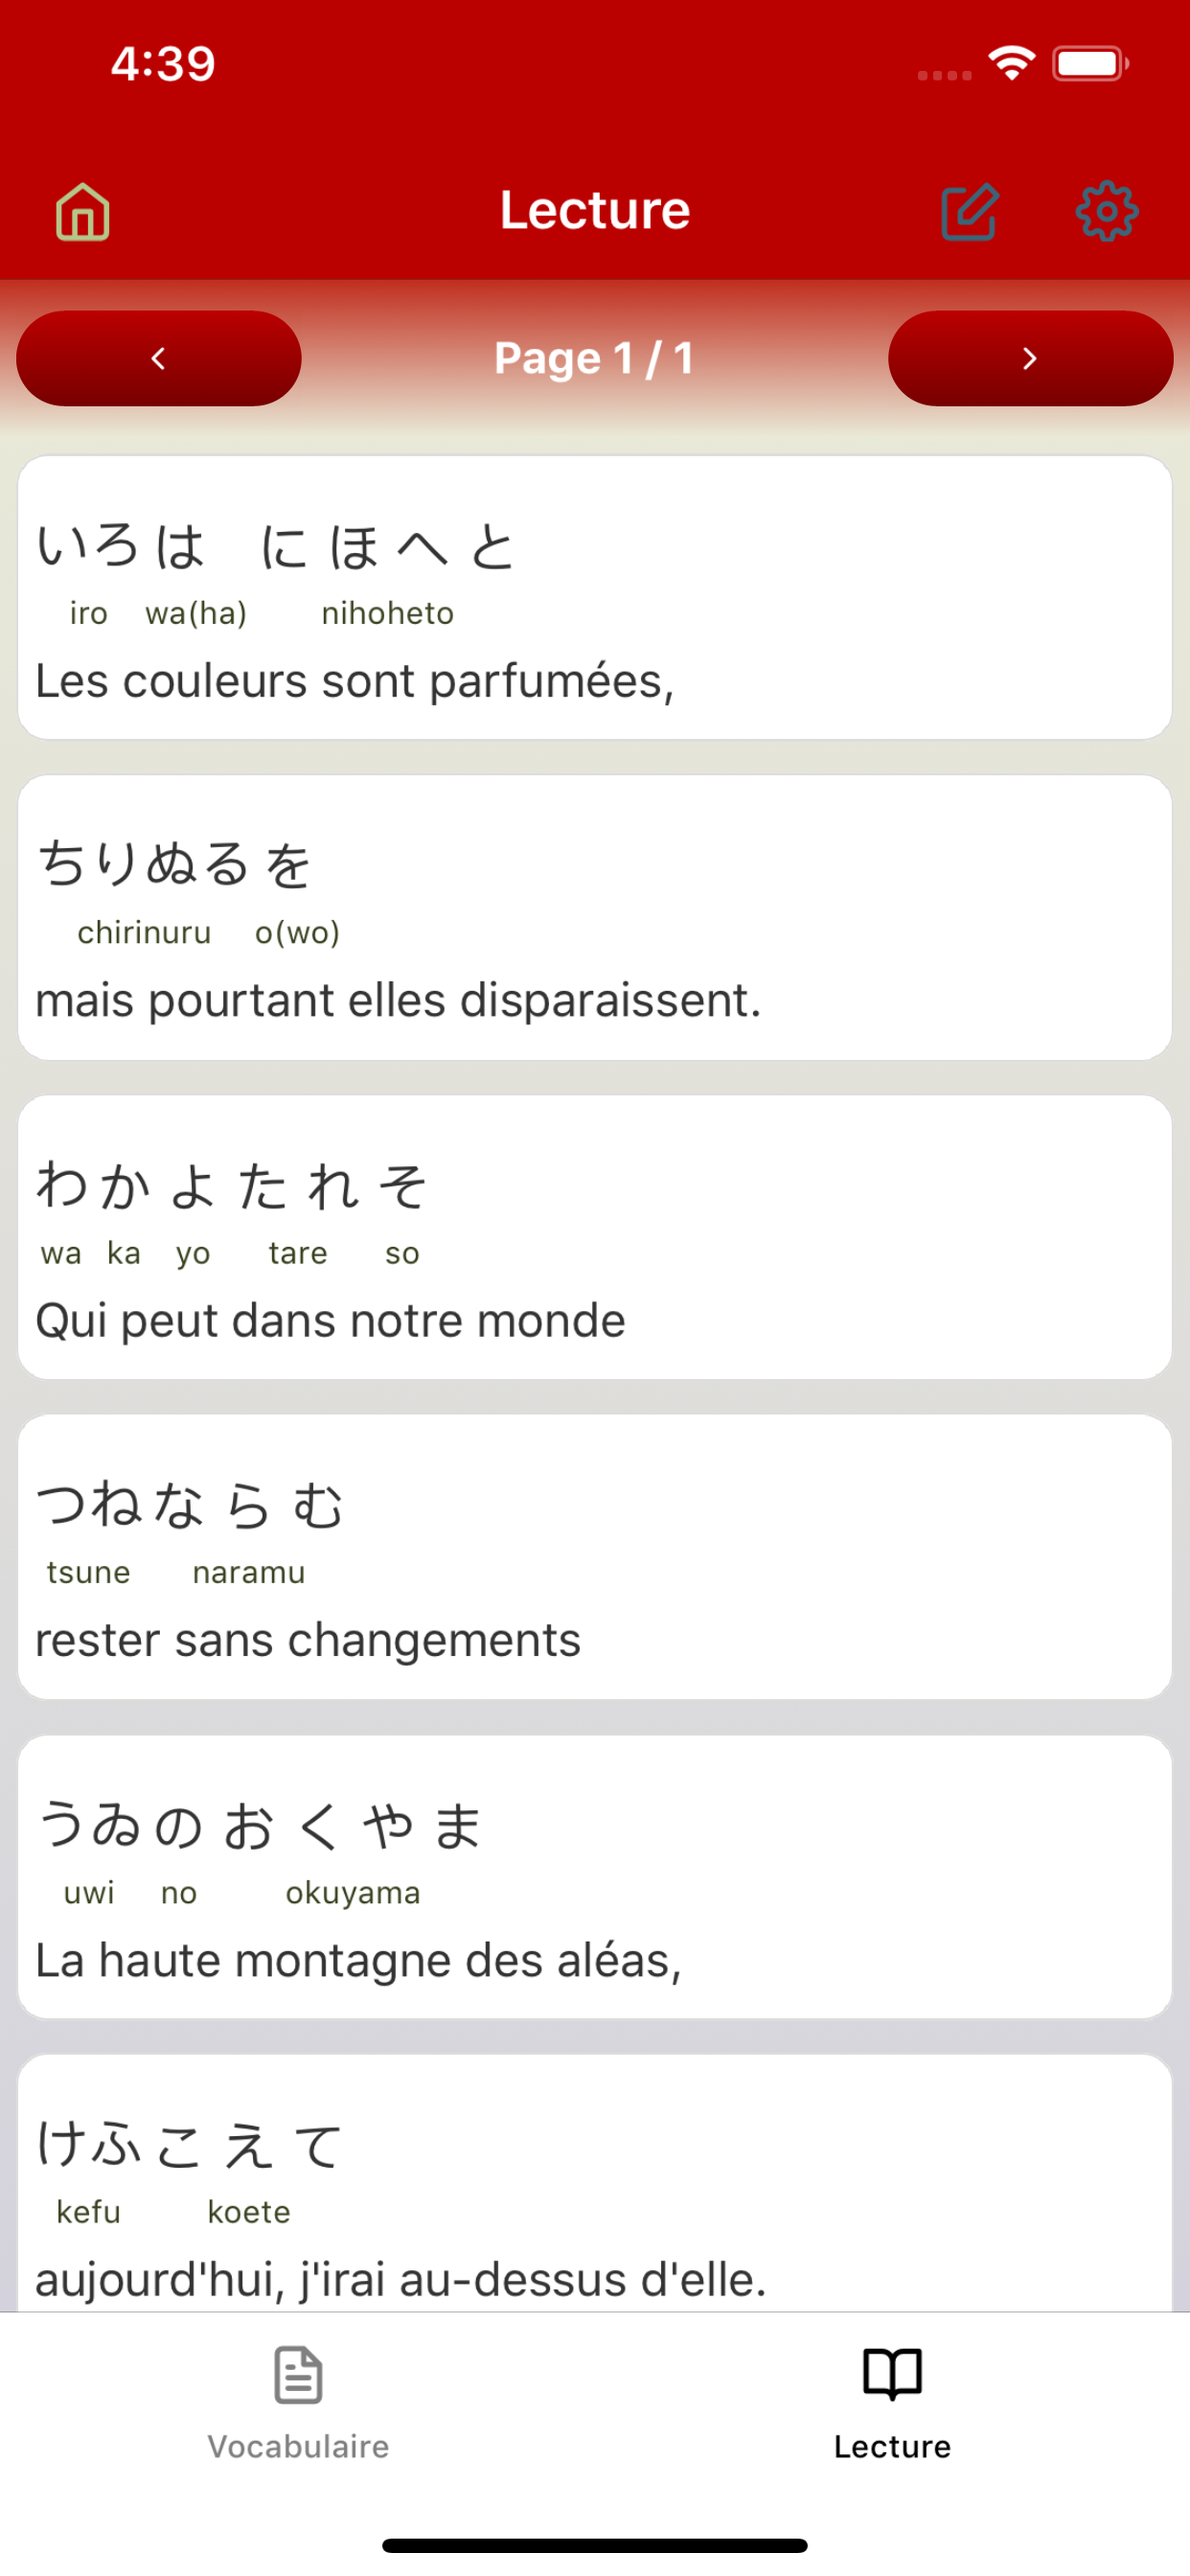 4:39
Lecture
Page 1 / 1
いろは にほへと
iro wa(ha) nihoheto
Les couleurs sont parfumées,
ちりぬるを
chirinuru o(wo)
mais pourtant elles disparaissent.
わかよたれそ
wa ka yo tare so
Qui peut dans notre monde
つねならむ
tsune naramu
rester sans changements
うゐのおくやま
uwi no okuyama
La haute montagne des aléas,
けふこえて
kefu koete
aujourd'hui, j'irai au-dessus d'elle.
Vocabulaire
Lecture